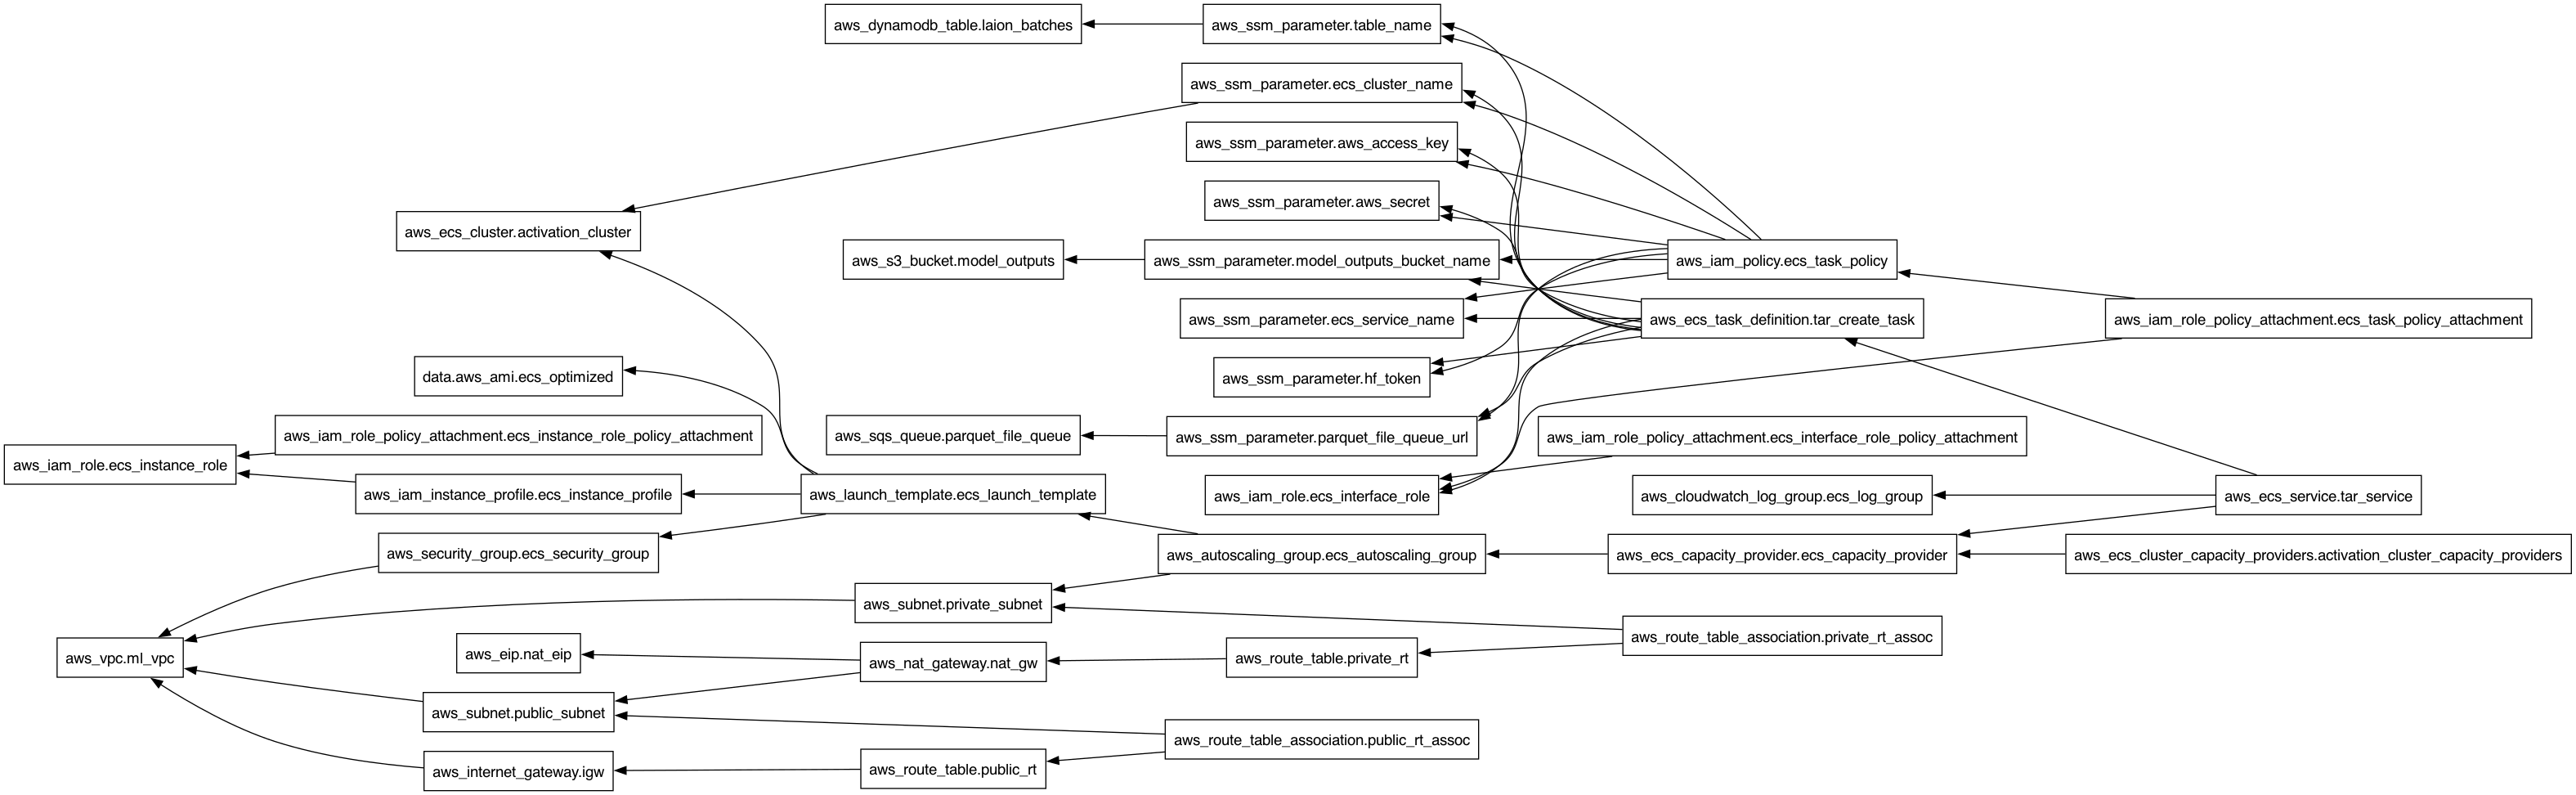 aws_dynamodb_table.laion_batches
aws_ssm_parameter.table_name
aws_ssm_parameter.ecs_cluster_name
aws_ssm_parameter.aws_access_key
aws_ssm_parameter.aws_secret
aws_ecs_cluster.activation_cluster
aws_s3_bucket.model_outputs
aws_ssm_parameter.model_outputs_bucket_name
aws_iam_policy.ecs_task_policy
aws_ssm_parameter.ecs_service_name
aws_ecs_task_definition.tar_create_task
aws_iam_role_policy_attachment.ecs_task_policy_attachment
data.aws_ami.ecs_optimized
aws_ssm_parameter.hf_token
aws_iam_role_policy_attachment.ecs_instance_role_policy_attachment
aws_sqs_queue.parquet_file_queue
aws_ssm_parameter.parquet_file_queue_url
aws_iam_role_policy_attachment.ecs_interface_role_policy_attachment
aws_iam_role.ecs_instance_role
aws_iam_instance_profile.ecs_instance_profile
aws_launch_template.ecs_launch_template
aws_iam_role.ecs_interface_role
aws_cloudwatch_log_group.ecs_log_group
aws_ecs_service.tar_service
aws_security_group.ecs_security_group
aws_autoscaling_group.ecs_autoscaling_group
aws_ecs_capacity_provider.ecs_capacity_provider
aws_ecs_cluster_capacity_providers.activation_cluster_capacity_providers
aws_subnet.private_subnet
aws_route_table_association.private_rt_assoc
aws_vpc.ml_vpc
aws_eip.nat_eip
aws_nat_gateway.nat_gw
aws_route_table.private_rt
aws_subnet.public_subnet
aws_route_table_association.public_rt_assoc
aws_internet_gateway.igw
aws_route_table.public_rt